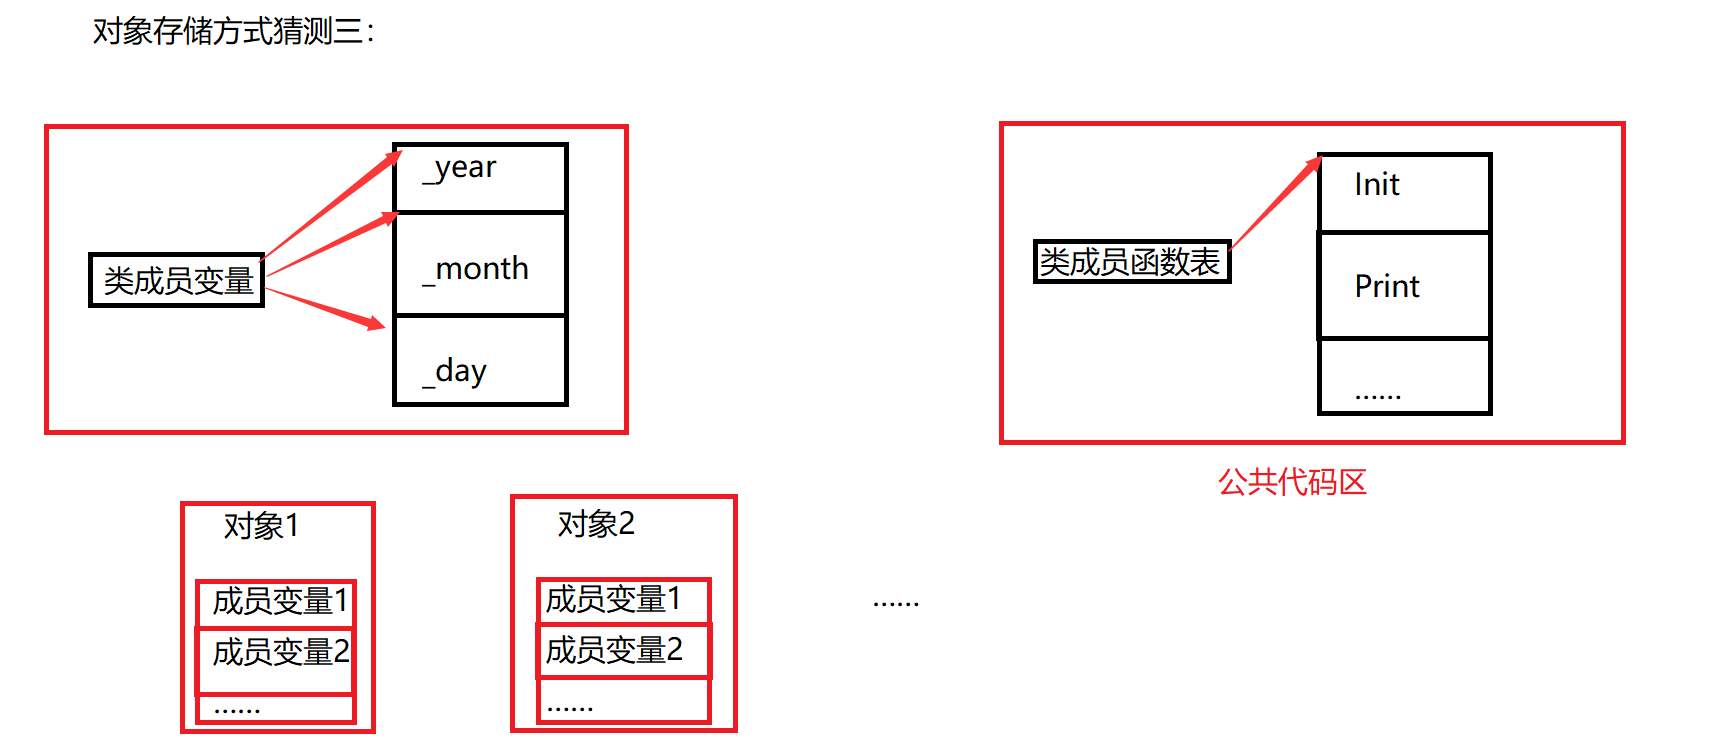 对象存储方式猜测三：
类成员变量
_year
_month
_day
类成员函数表
Init
Print
......
公共代码区
对象1
成员变量1
成员变量2
......
对象2
成员变量1
成员变量2
......
......